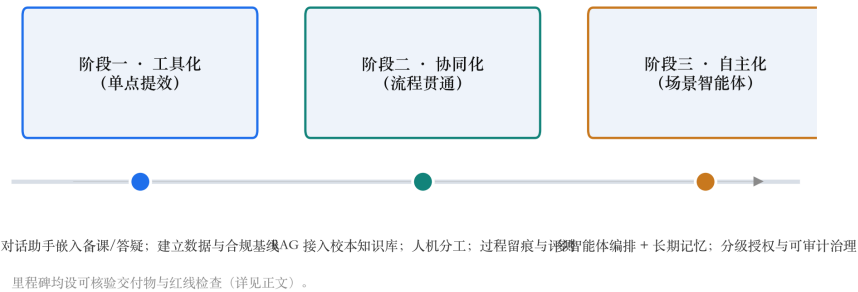 阶段一 · 工具化
（单点提效）
阶段二 · 协同化
（流程贯通）
阶段三 · 自主化
（场景智能体）
对话助手嵌入备课/答疑；建立数据与合规基线
RAG 接入校本知识库；人机分工；过程留痕与评测
多智能体编排 + 长期记忆；分级授权与可审计治理
里程碑均设可核验交付物与红线检查（详见正文）。